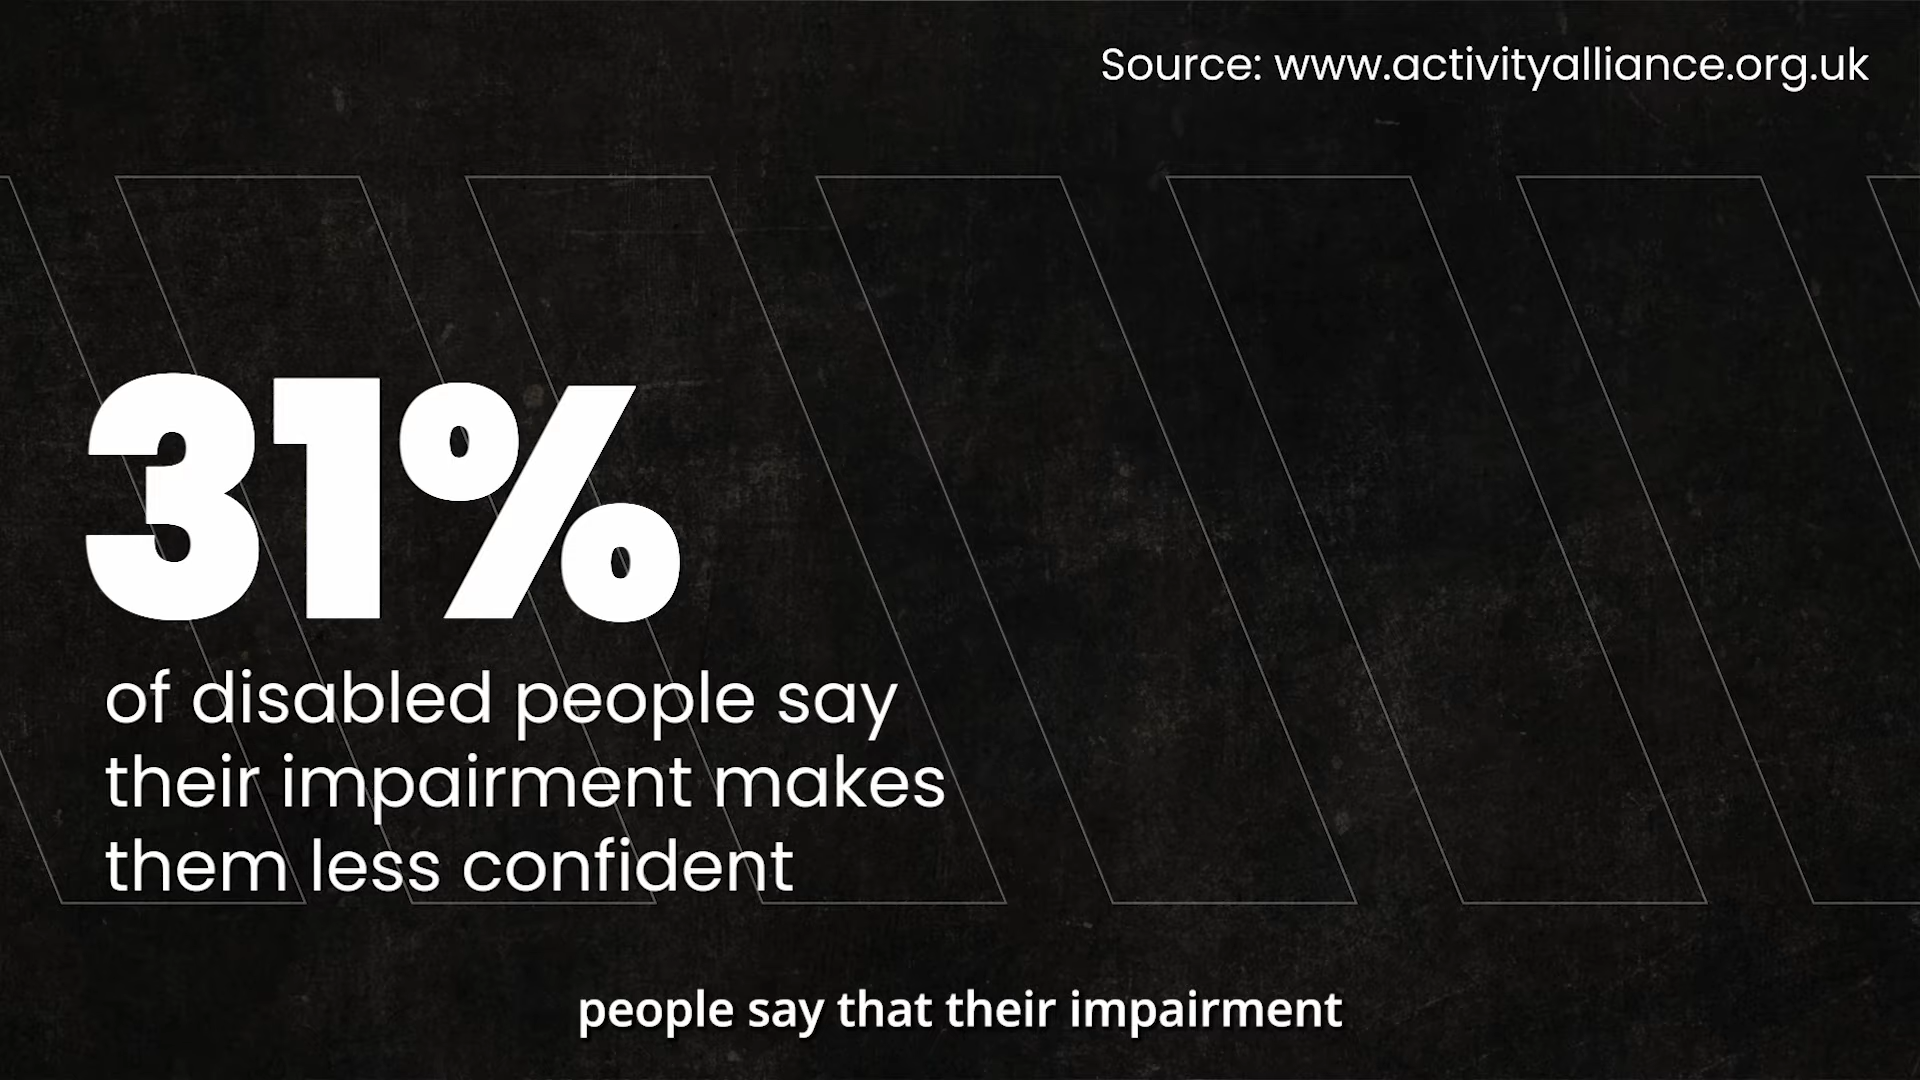 Source: www.activityalliance.org.uk
31%
of disabled people say
their impairment makes
them less confident
people say that their impairment